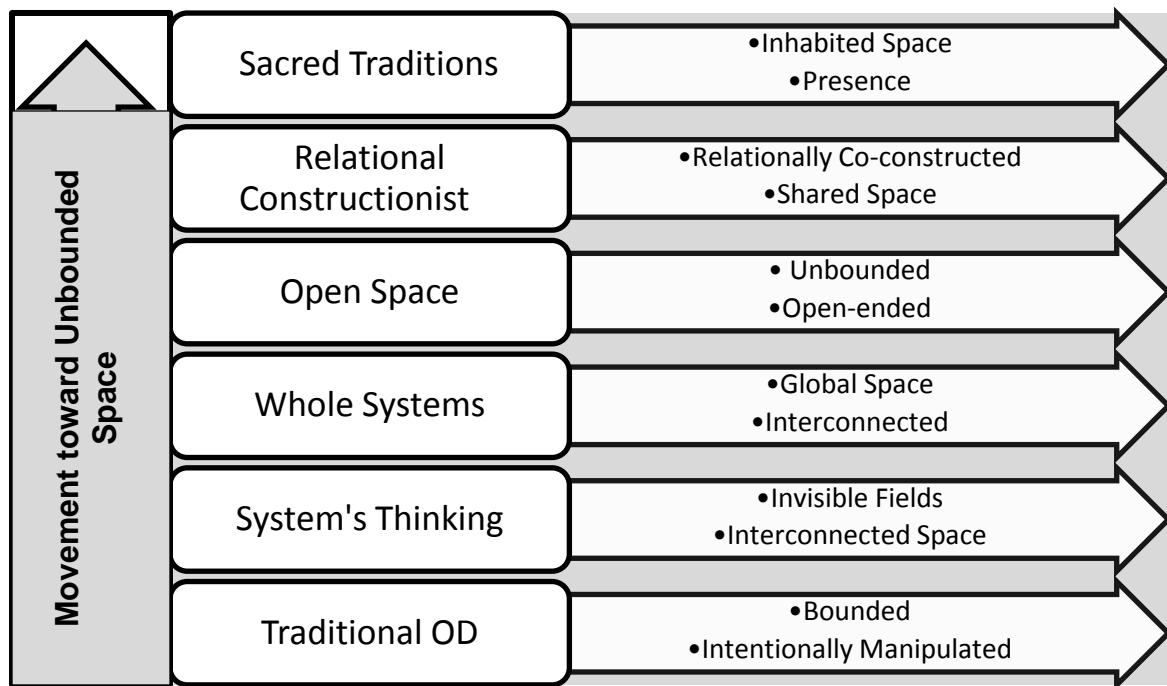 Movement toward Unbounded
Space
Sacred Traditions
•Inhabited Space
•Presence
Relational
Constructionist
•Relationally Co-constructed
•Shared Space
Open Space
• Unbounded
•Open-ended
Whole Systems
•Global Space
•Interconnected
System's Thinking
•Invisible Fields
•Interconnected Space
Traditional OD
•Bounded
•Intentionally Manipulated